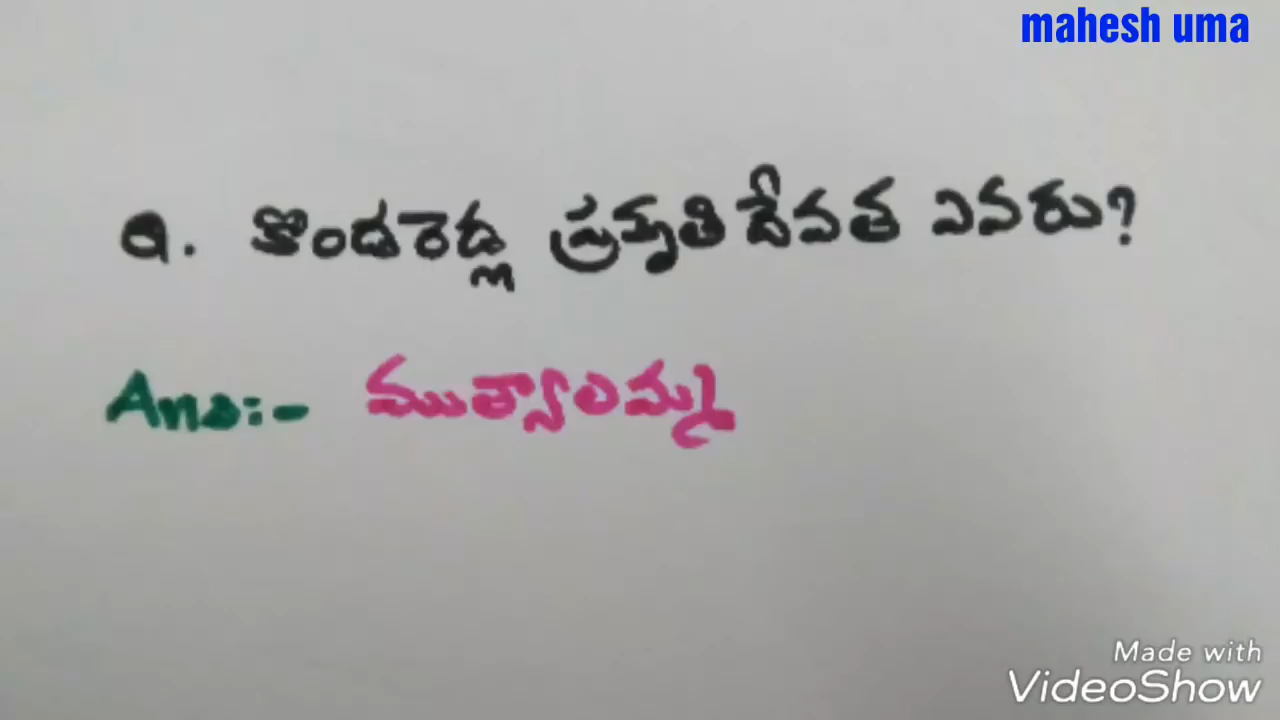 mahesh uma
Q. కొండరెడ్ల ప్రకృతి దేవత ఎవరు?
Ans:- ముత్యాలమ్మ
Made with
VideoShow